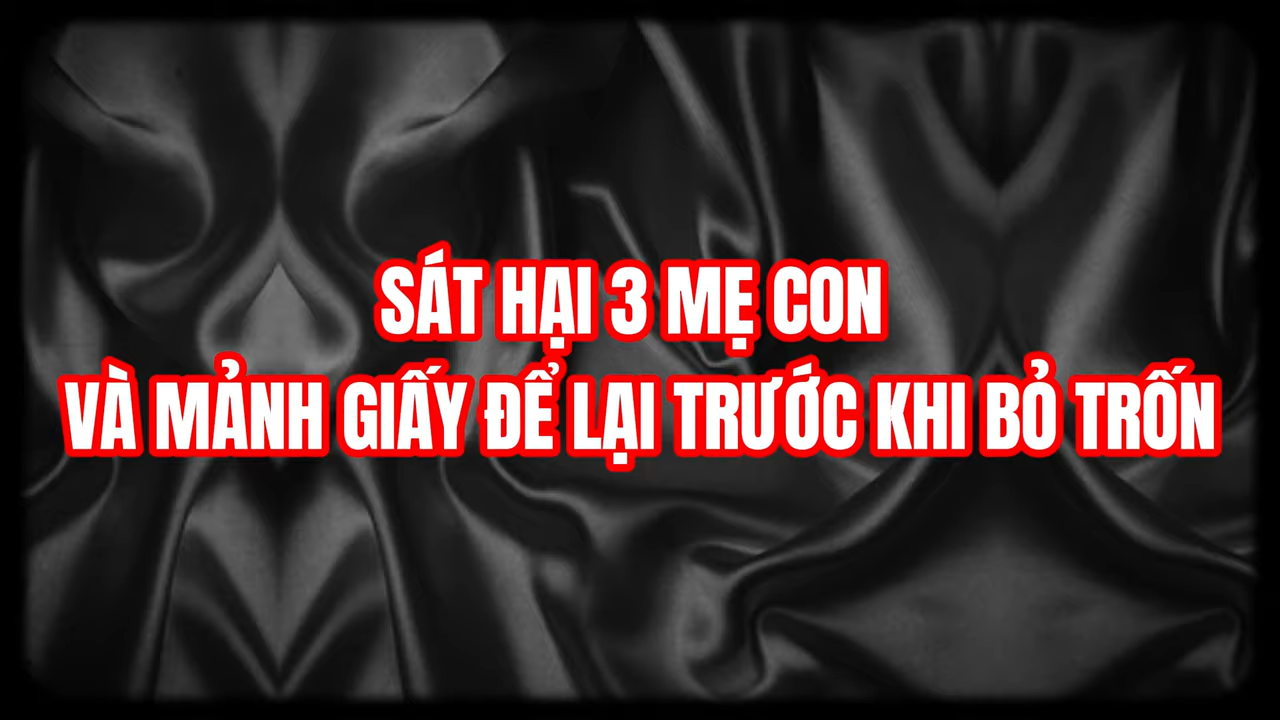 SÁT HẠI 3 MẸ CON
VÀ MẢNH GIẤY ĐỂ LẠI TRƯỚC KHI BỎ TRỐN